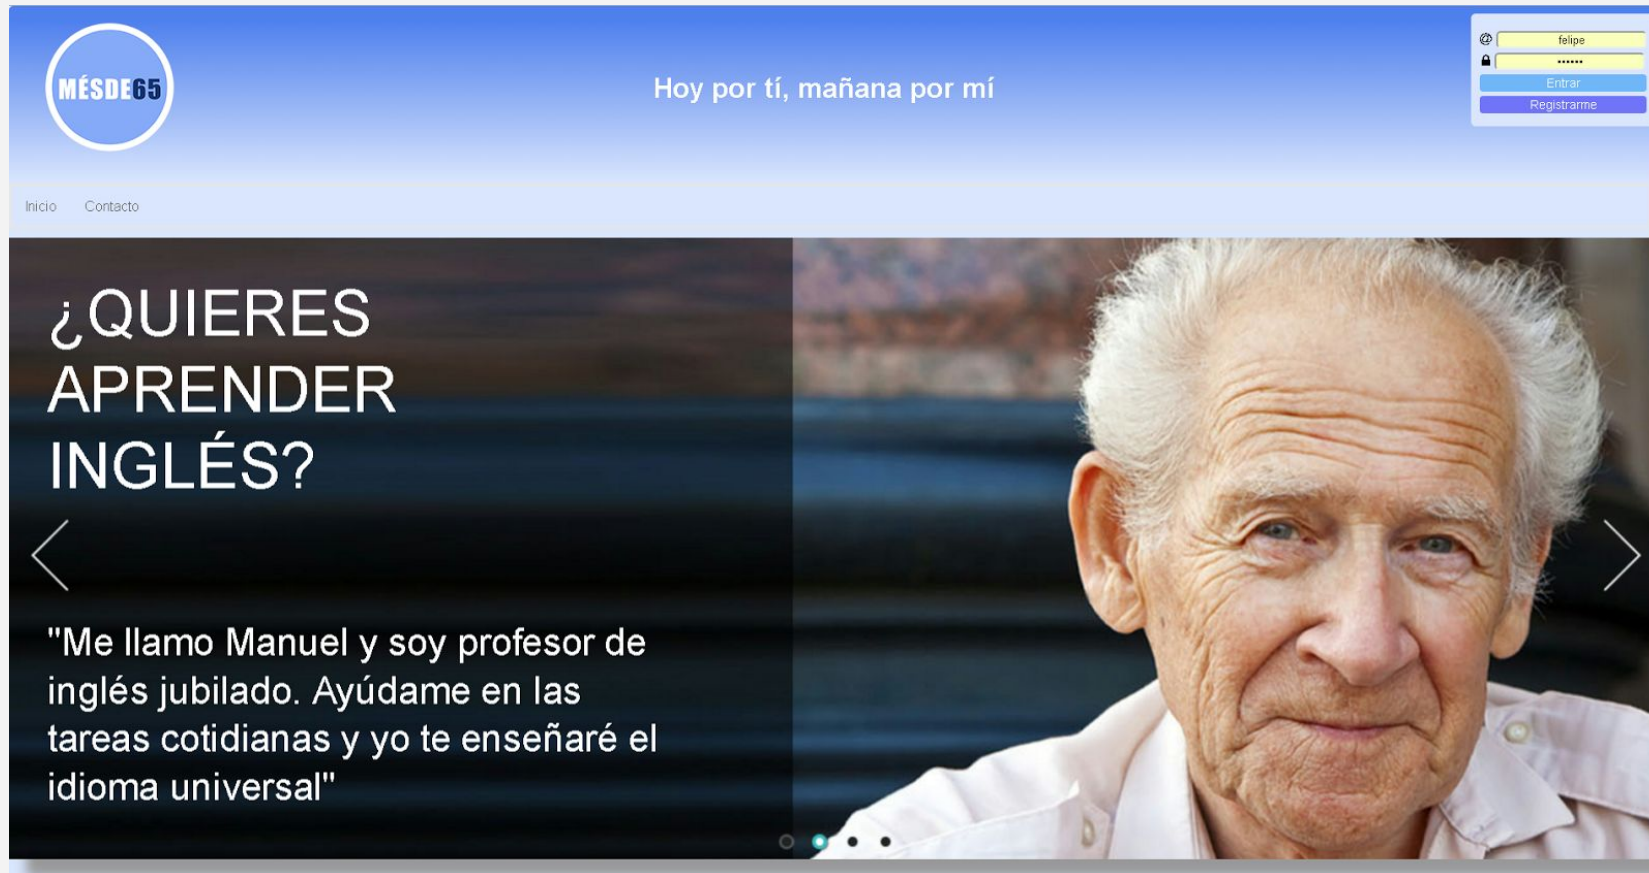 MÉSDE65
Hoy por tí, mañana por mí
@ felipe
••••••
Entrar
Registrarme
Inicio Contacto
¿QUIERES
APRENDER
INGLÉS?
"Me llamo Manuel y soy profesor de
inglés jubilado. Ayúdame en las
tareas cotidianas y yo te enseñaré el
idioma universal"